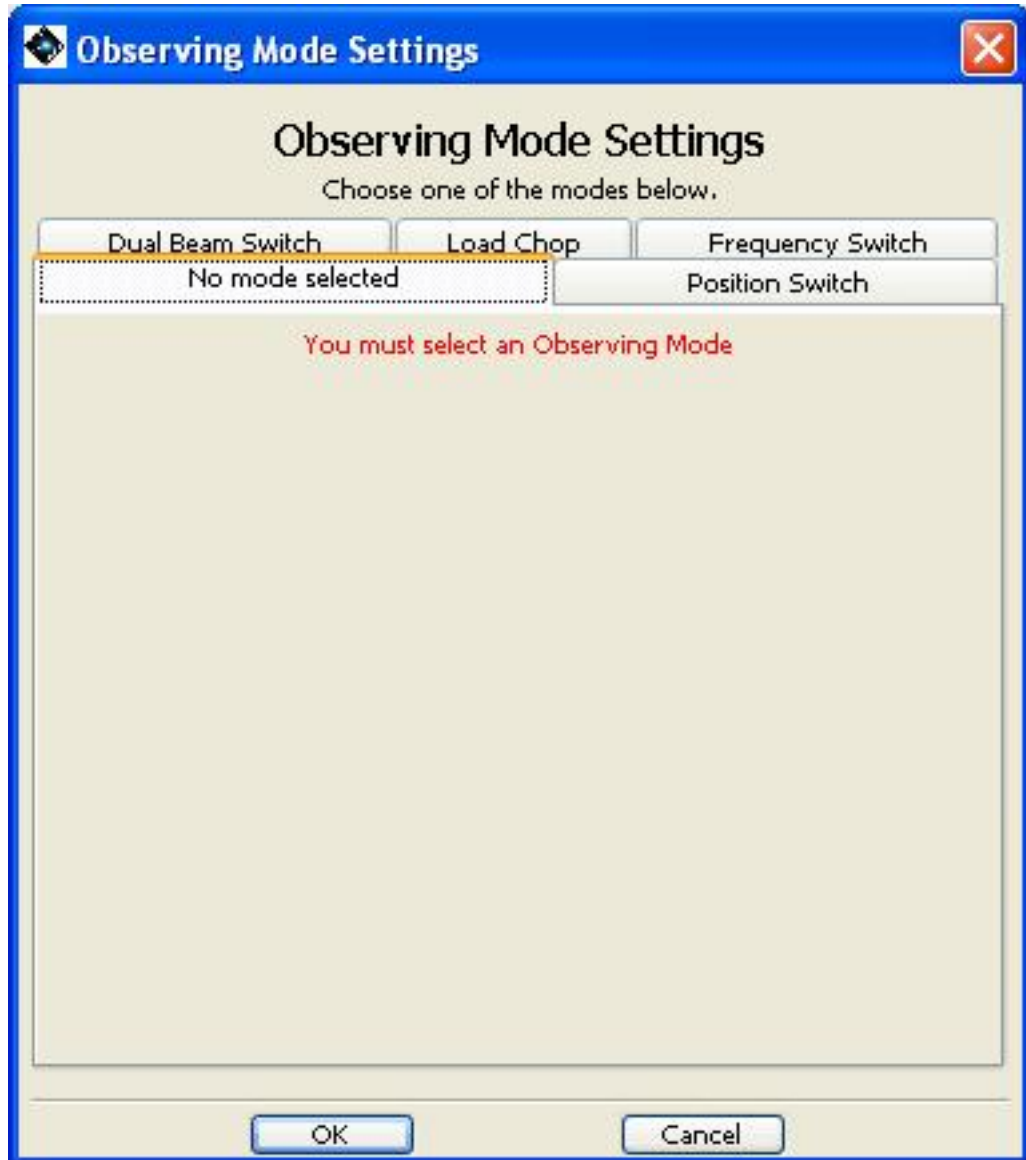 Observing Mode Settings
Observing Mode Settings
Choose one of the modes below.
Dual Beam Switch Load Chop Frequency Switch
No mode selected Position Switch
You must select an Observing Mode
OK Cancel